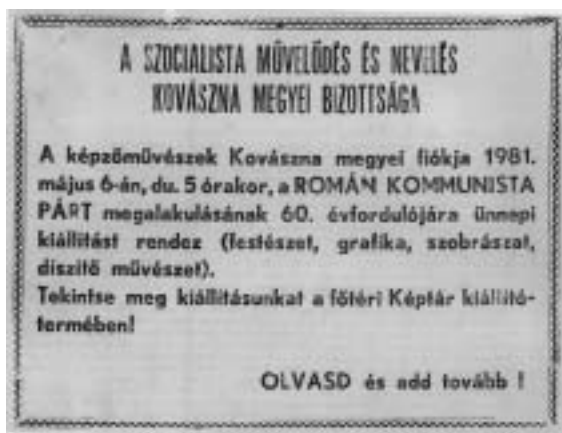 A SZOCIALISTA MŰVELŐDÉS ÉS NEVELÉS
KOVÁSZNA MEGYEI BIZOTTSÁGA
A képzőművészek Kovászna megyei fiókja 1981.
május 6-án, du. 5 órakor, a ROMÁN KOMMUNISTA
PÁRT megalakulásának 60. évfordulójára ünnepi
kiállítást rendez (festészet, grafika, szobrászat,
díszítő művészet).
Tekintse meg kiállításunkat a főtéri Képtár kiállító-
termében!
OLVASD és add tovább !